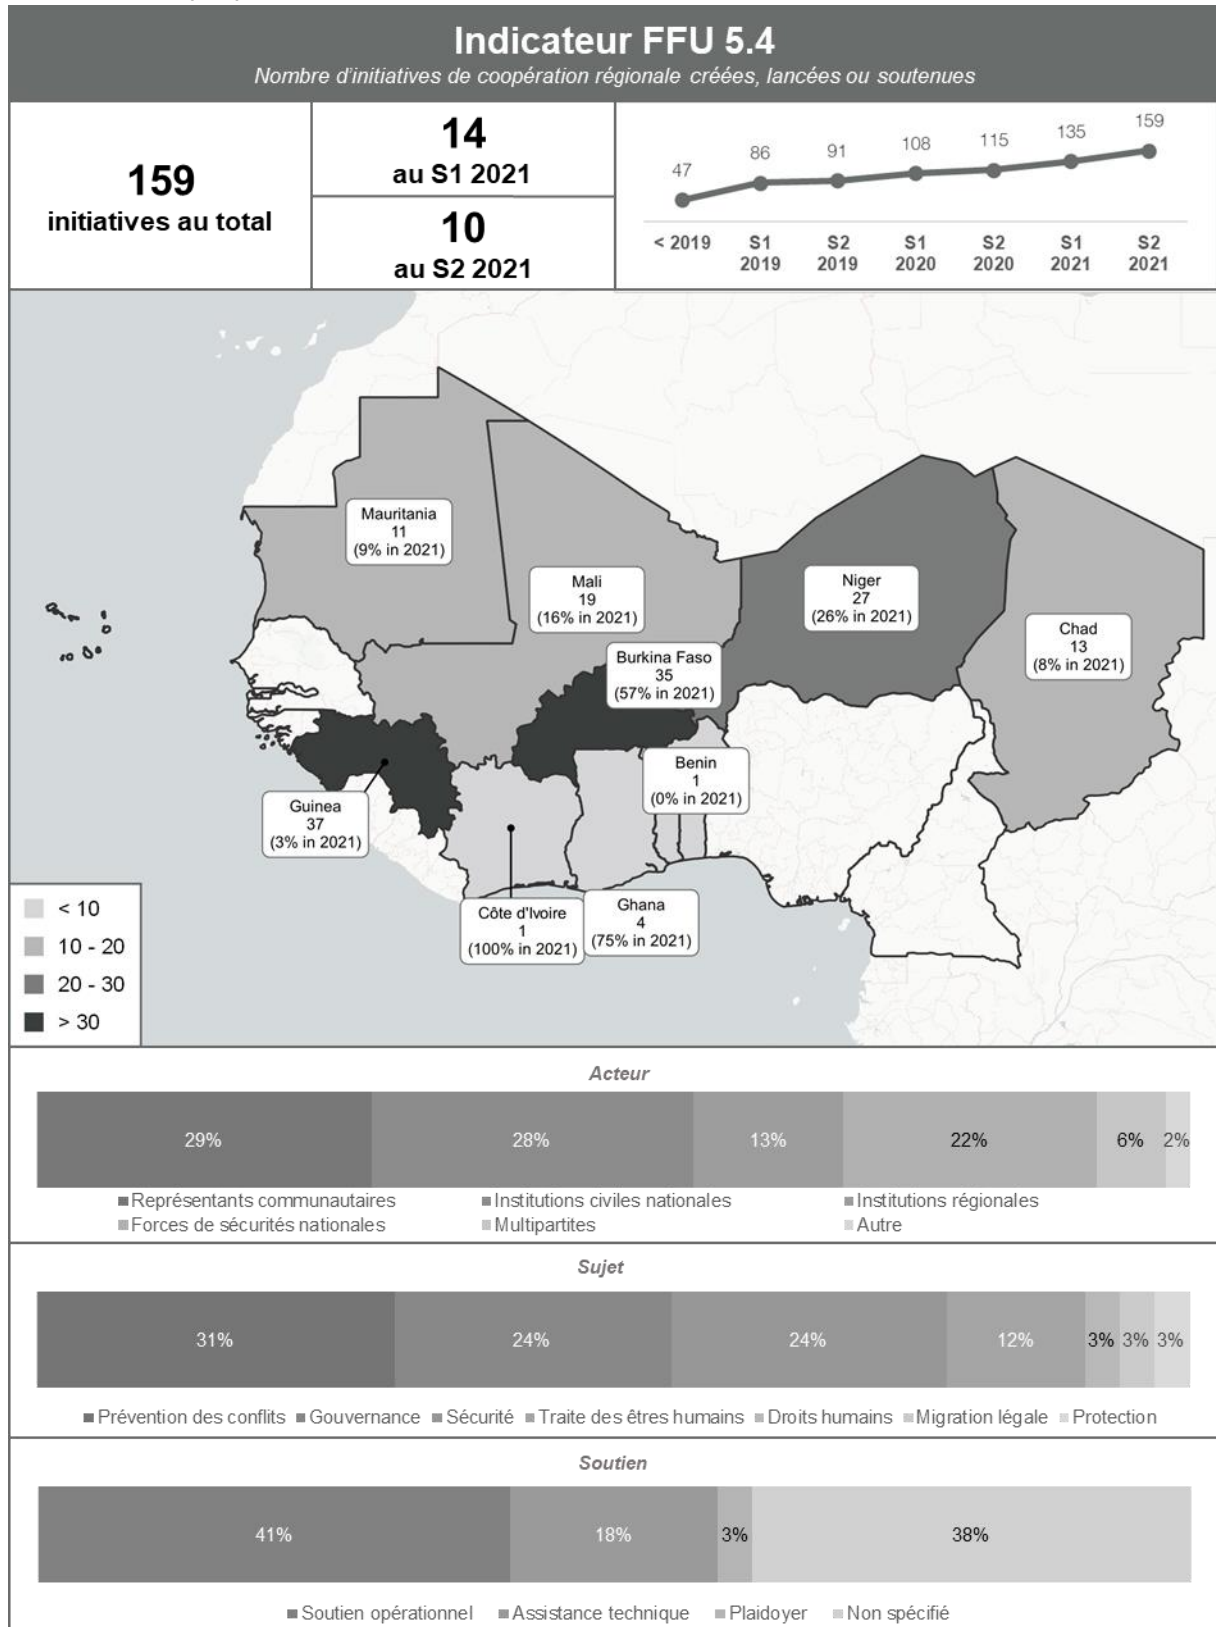 Indicateur FFU 5.4
Nombre d'initiatives de coopération régionale créées, lancées ou soutenues
159
initiatives au total
14
au S1 2021
10
au S2 2021
47
86
91
108
115
135
159
< 2019
S1
2019
S2
2019
S1
2020
S2
2020
S1
2021
S2
2021
Mauritania
11
(9% in 2021)
Mali
19
(16% in 2021)
Niger
27
(26% in 2021)
Chad
13
(8% in 2021)
Burkina Faso
35
(57% in 2021)
Benin
1
(0% in 2021)
Guinea
37
(3% in 2021)
Côte d'Ivoire
1
(100% in 2021)
Ghana
4
(75% in 2021)
< 10
10 - 20
20 - 30
> 30
Acteur
29% 28% 13% 22% 6% 2%
Représentants communautaires Institutions civiles nationales Institutions régionales
Forces de sécurités nationales Multipartites Autre
Sujet
31% 24% 24% 12% 3% 3% 3%
Prévention des conflits Gouvernance Sécurité Traite des êtres humains Droits humains Migration légale Protection
Soutien
41% 18% 3% 38%
Soutien opérationnel Assistance technique Plaidoyer Non spécifié